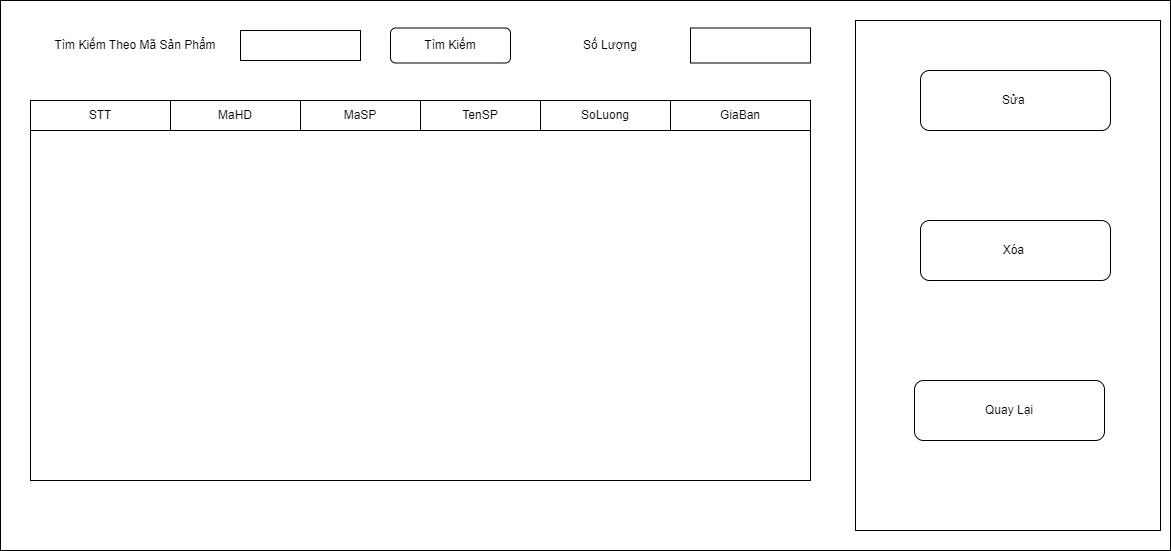 Tìm Kiếm Theo Mã Sản Phẩm
Tìm Kiếm
Số Lượng
STT
MaHD
MaSP
TenSP
SoLuong
GiaBan
Sửa
Xóa
Quay Lại